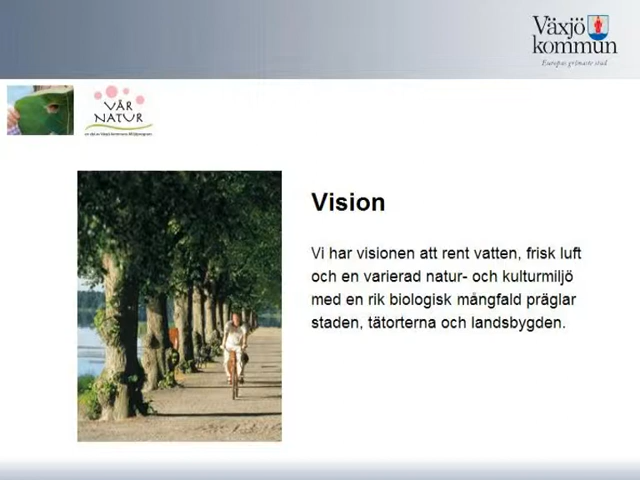 Växjö
kommun
Europas grönaste stad
VÅR
NATUR
Vision
Vi har visionen att rent vatten, frisk luft
och en varierad natur- och kulturmiljö
med en rik biologisk mångfald präglar
staden, tätorterna och landsbygden.